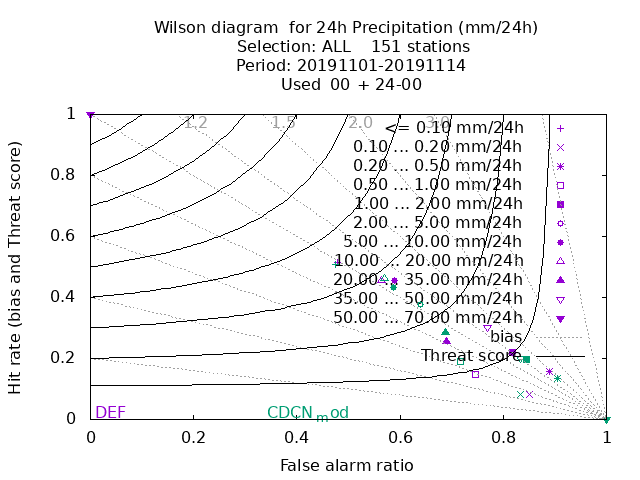 Wilson diagram  for 24h Precipitation (mm/24h)
Selection: ALL    151 stations
Period: 20191101-20191114
Used  00 + 24-00
Hit rate (bias and Threat score)
1
0.8
0.6
0.4
0.2
0
1.2
1.5
2.0
3.0
<= 0.10 mm/24h
0.10 ... 0.20 mm/24h
0.20 ... 0.50 mm/24h
0.50 ... 1.00 mm/24h
1.00 ... 2.00 mm/24h
2.00 ... 5.00 mm/24h
5.00 ... 10.00 mm/24h
10.00 ... 20.00 mm/24h
20.00 ... 35.00 mm/24h
35.00 ... 50.00 mm/24h
50.00 ... 70.00 mm/24h
bias
Threat score
DEF
CDCN_mod
0 0.2 0.4 0.6 0.8 1
False alarm ratio